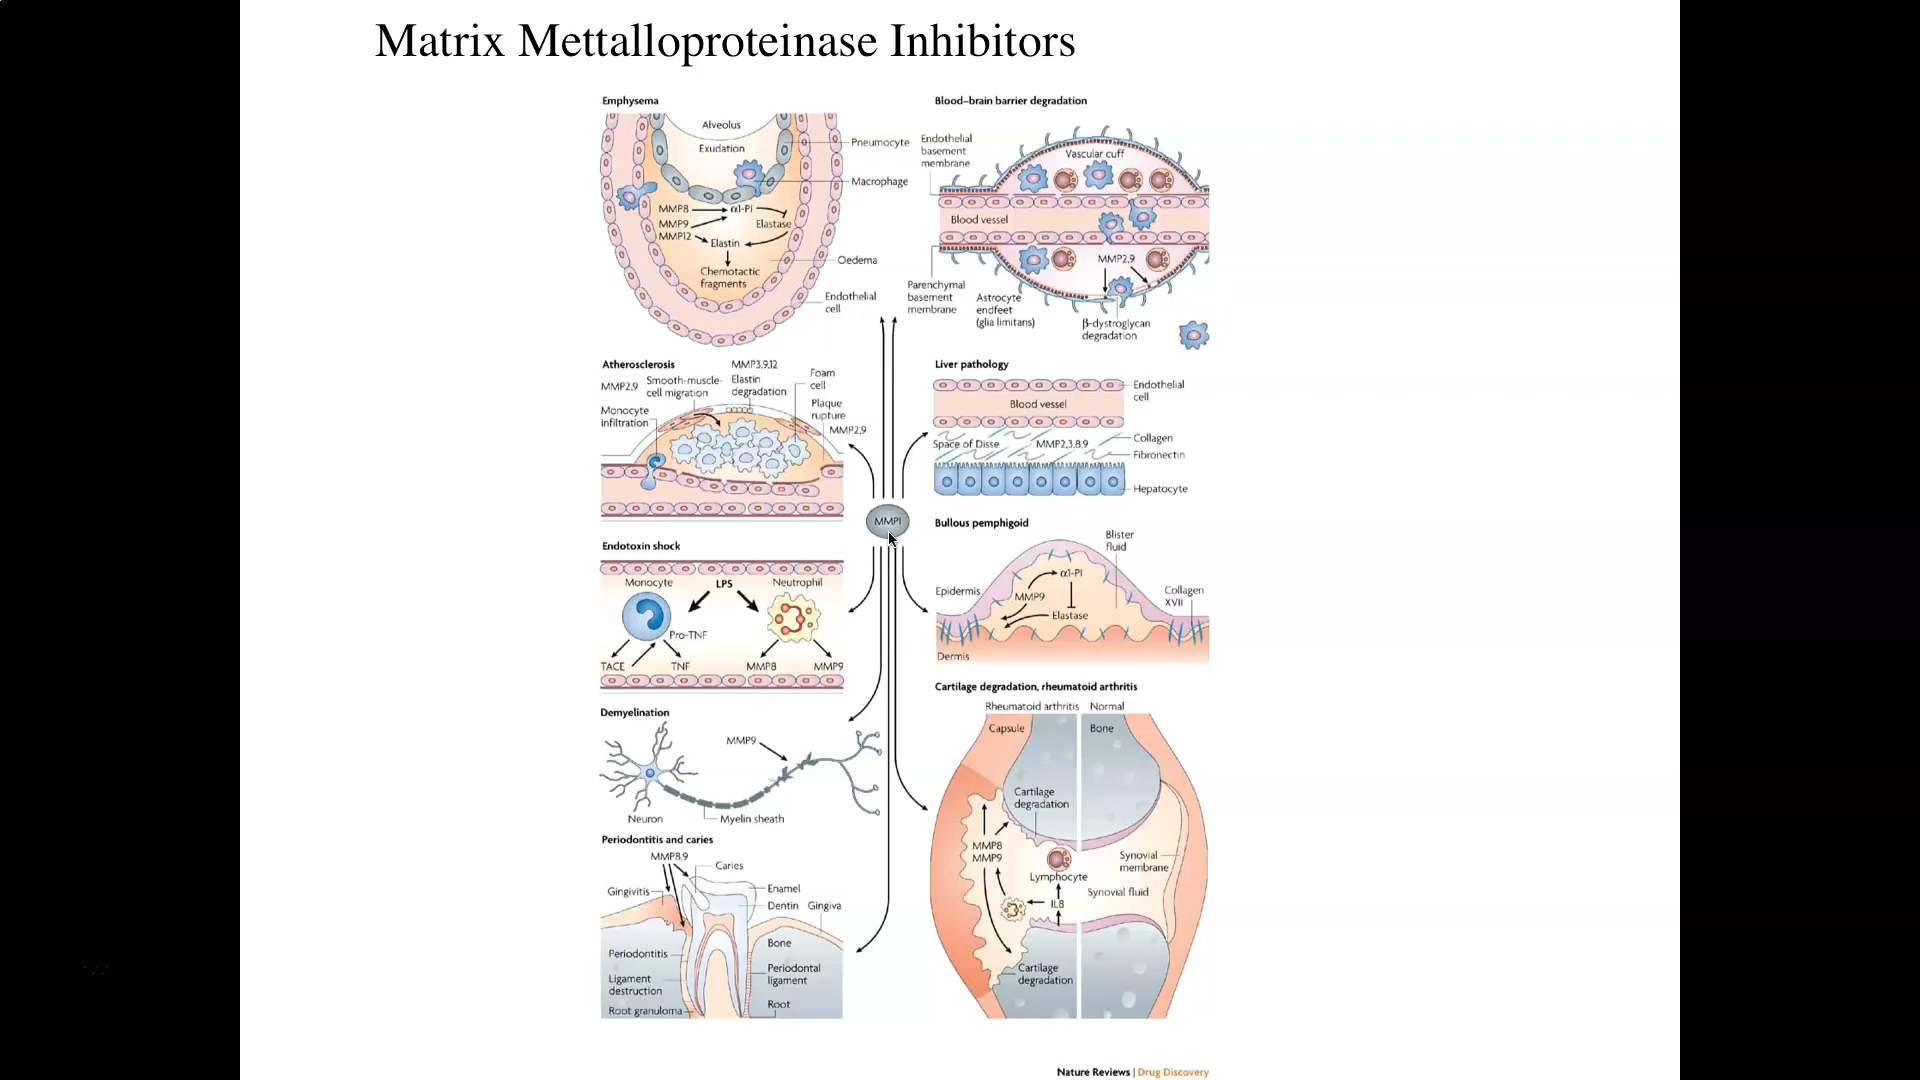 Matrix Mettalloproteinase Inhibitors
Emphysema
Alveolus
Exudation
Pneumocyte
Macrophage
MMP8
α1-PI
MMP9
Elastase
MMP12
Elastin
Chemotactic
fragments
Oedema
Endothelial
cell
Blood–brain barrier degradation
Endothelial
basement
membrane
Vascular cuff
Blood vessel
MMP2,9
Parenchymal
basement
membrane
Astrocyte
endfeet
(glia limitans)
β-dystroglycan
degradation
Atherosclerosis
MMP2,9
Smooth-muscle-
cell migration
MMP3,9,12
Elastin
degradation
Foam
cell
Plaque
rupture
MMP2,9
Monocyte
infiltration
Liver pathology
Endothelial
cell
Blood vessel
Space of Disse
MMP2,3,8,9
Collagen
Fibronectin
Hepatocyte
MMPI
Endotoxin shock
Monocyte
LPS
Neutrophil
Pro-TNF
TACE
TNF
MMP8
MMP9
Bullous pemphigoid
Blister
fluid
Epidermis
α1-PI
MMP9
Elastase
Collagen
XVII
Dermis
Demyelination
MMP9
Neuron
Myelin sheath
Cartilage degradation, rheumatoid arthritis
Rheumatoid arthritis
Normal
Capsule
Bone
Cartilage
degradation
MMP8
MMP9
Lymphocyte
IL8
Synovial
membrane
Synovial fluid
Cartilage
degradation
Periodontitis and caries
MMP8,9
Caries
Gingivitis
Enamel
Dentin
Gingiva
Bone
Periodontitis
Ligament
destruction
Periodontal
ligament
Root granuloma
Root
Nature Reviews | Drug Discovery